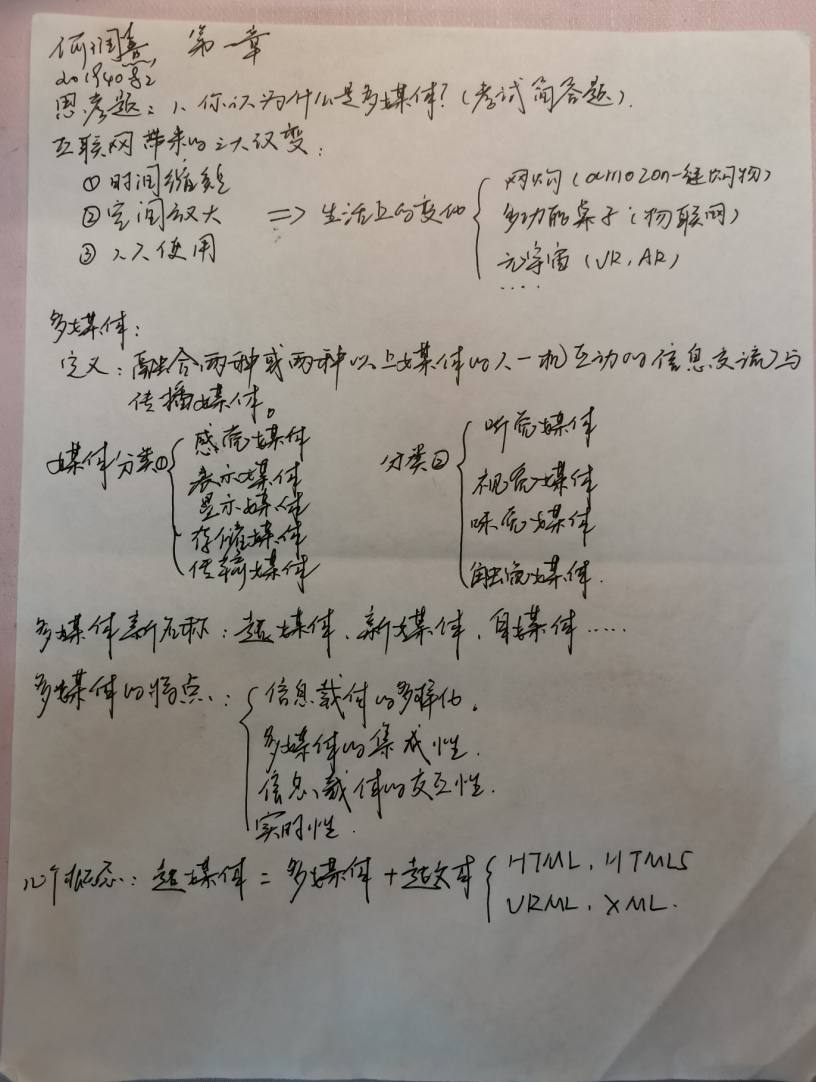 何润熹, 第一章
20194082
思考题：1、你认为什么是多媒体？(考试简答题).
互联网带来的三大改变：
① 时间缩短
② 空间放大 => 生活上的变化
③ 人人使用
网购 (amozon一键购物)
多功能桌子 (物联网)
元宇宙 (VR, AR)
....
多媒体：
定义：融合两种或两种以上媒体的人一机互动的信息交流与
传播媒体。
媒体分类①
感觉媒体
表示媒体
显示媒体
存储媒体
传输媒体
分类②
听觉媒体
视觉媒体
味觉媒体
触觉媒体.
多媒体新名称：超媒体、新媒体、自媒体.....
多媒体的特点：
信息载体的多样化.
多媒体的集成性.
信息载体的交互性.
实时性.
几个概念：超媒体 = 多媒体 + 超文本
HTML、HTML5
VRML、XML.